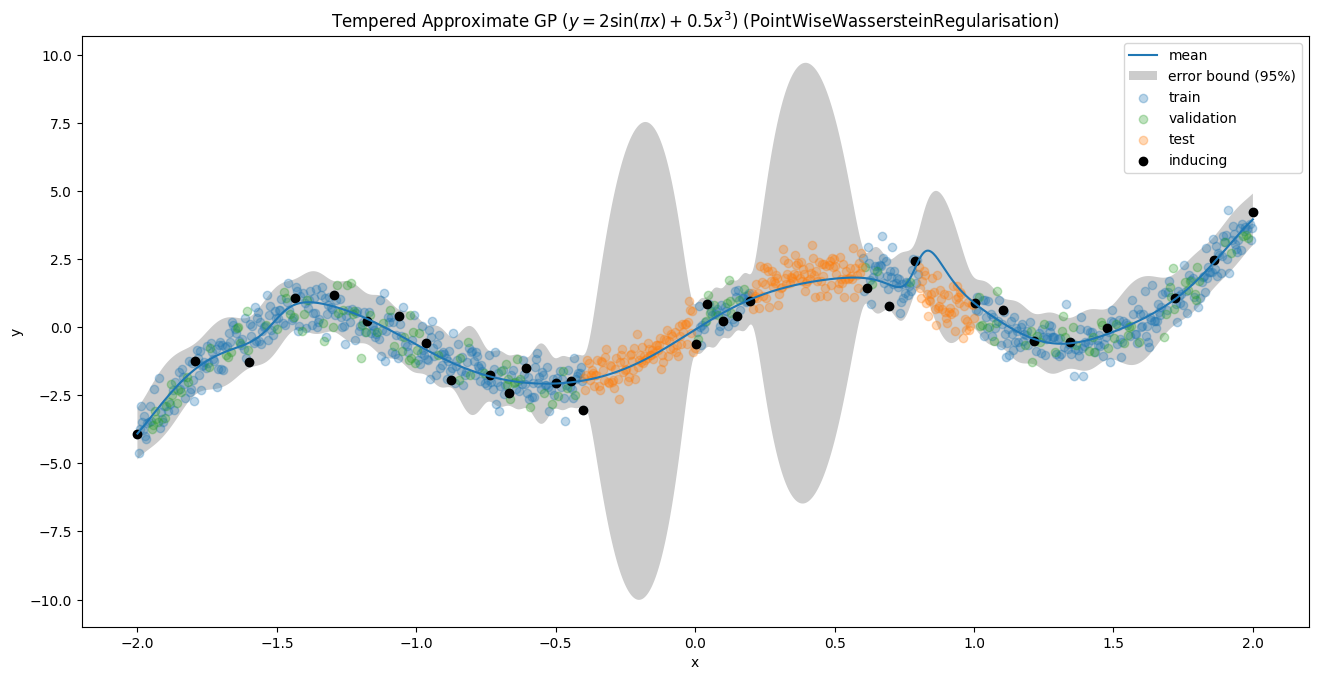 Tempered Approximate GP (y = 2sin(πx) + 0.5x³) (PointWiseWassersteinRegularisation)
mean
error bound (95%)
train
validation
test
inducing
10.0
7.5
5.0
2.5
0.0
−2.5
−5.0
−7.5
−10.0
y
−2.0 −1.5 −1.0 −0.5 0.0 0.5 1.0 1.5 2.0
x